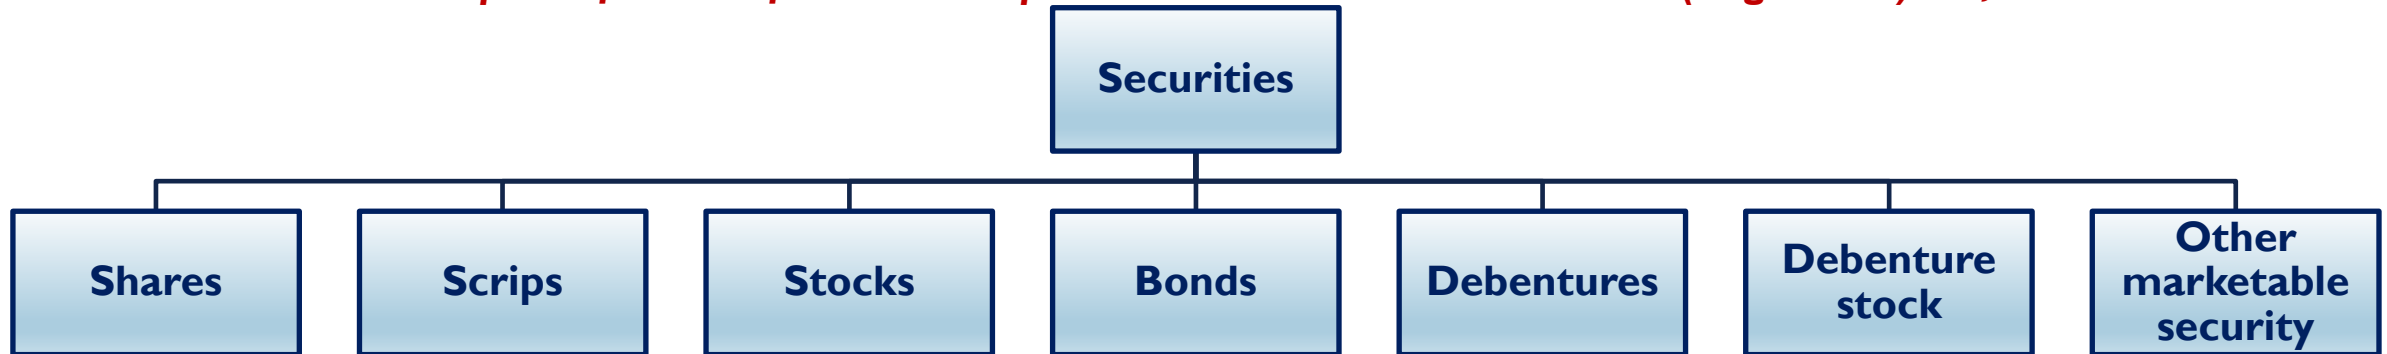 Securities
Shares
Scrips
Stocks
Bonds
Debentures
Debenture
stock
Other
marketable
security